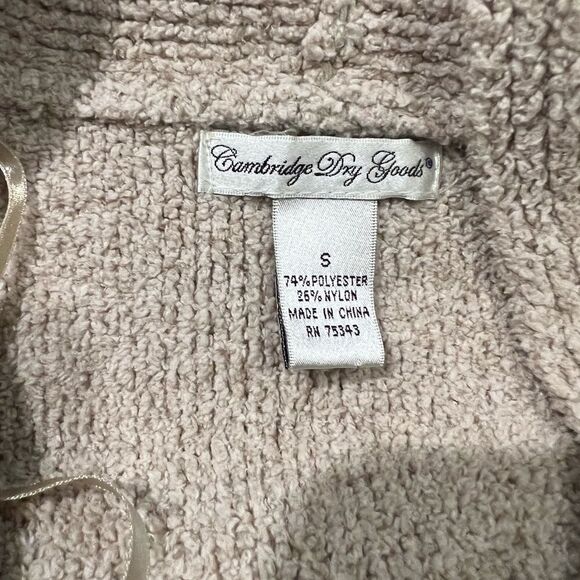 Cambridge Dry Goods®
S
74% POLYESTER
26% NYLON
MADE IN CHINA
RN 75343